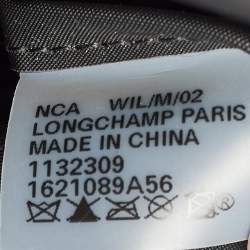 NCA WIL/M/02
LONGCHAMP PARIS
MADE IN CHINA
1132309
1621089A56